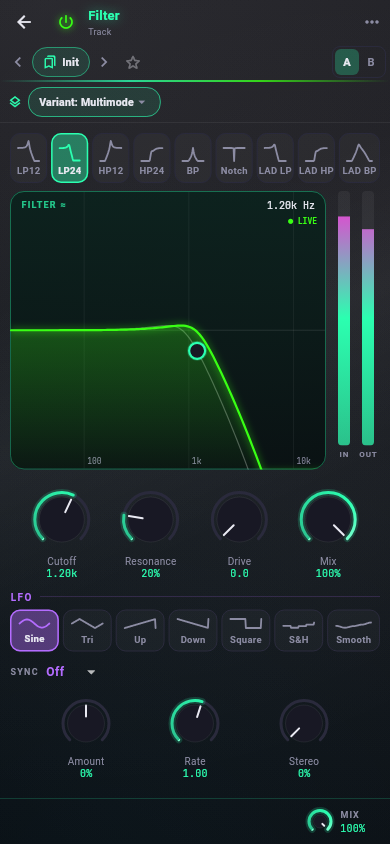 Filter
Track
Init
A B
Variant: Multimode
LP12 LP24 HP12 HP24 BP Notch LAD LP LAD HP LAD BP
FILTER ≋ 1.20k Hz
LIVE
100 1k 10k
IN OUT
Cutoff Resonance Drive Mix
1.20k 20% 0.0 100%
LFO
Sine Tri Up Down Square S&H Smooth
SYNC Off
Amount Rate Stereo
0% 1.00 0%
MIX
100%